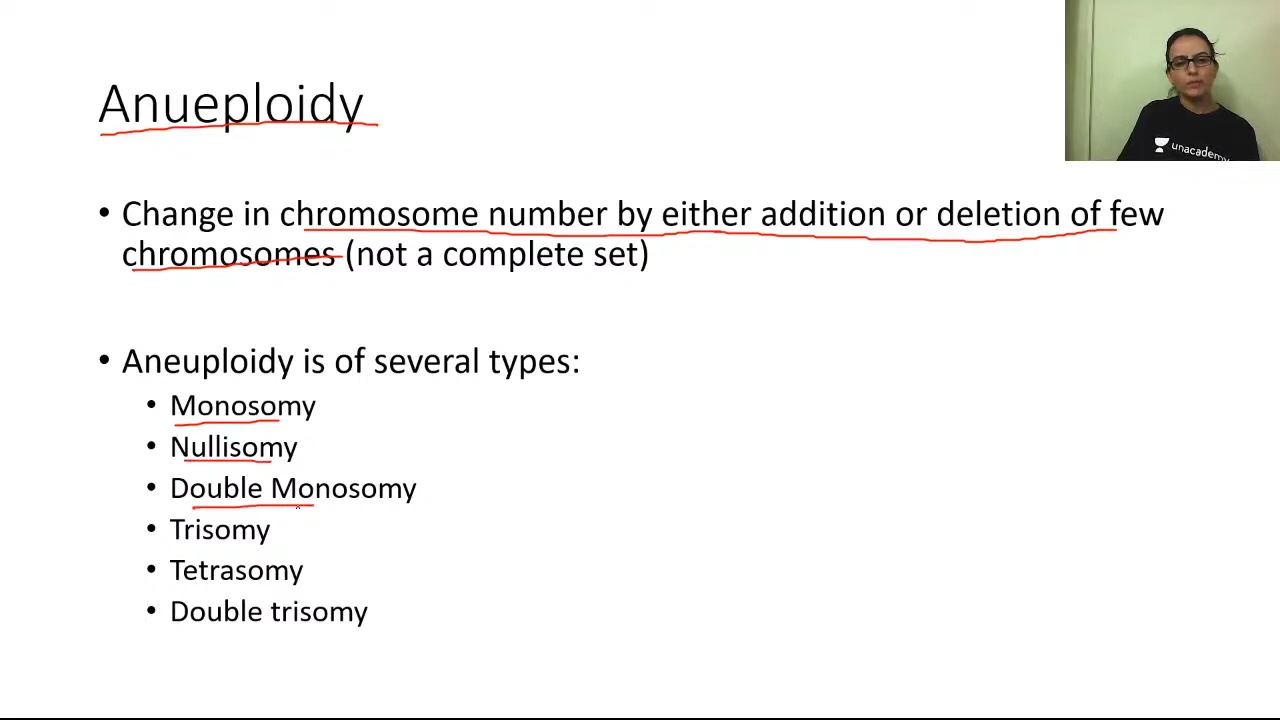 Anueploidy
unacademy
• Change in chromosome number by either addition or deletion of few
chromosomes (not a complete set)
• Aneuploidy is of several types:
• Monosomy
• Nullisomy
• Double Monosomy
• Trisomy
• Tetrasomy
• Double trisomy